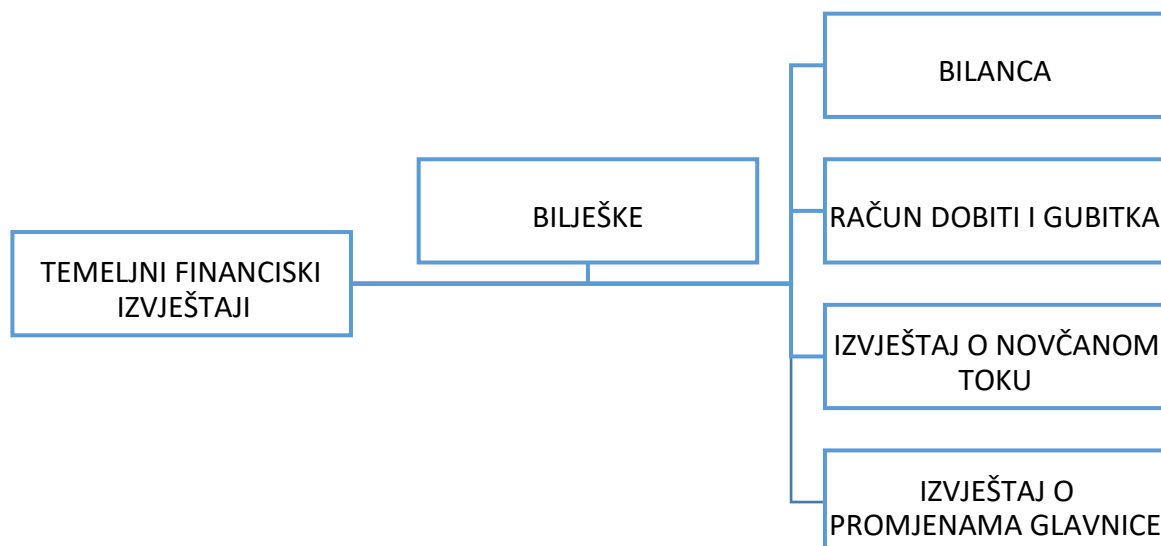 TEMELJNI FINANCISKI
IZVJEŠTAJI
BILJEŠKE
BILANCA
RAČUN DOBITI I GUBITKA
IZVJEŠTAJ O NOVČANOM
TOKU
IZVJEŠTAJ O
PROMJENAMA GLAVNICE